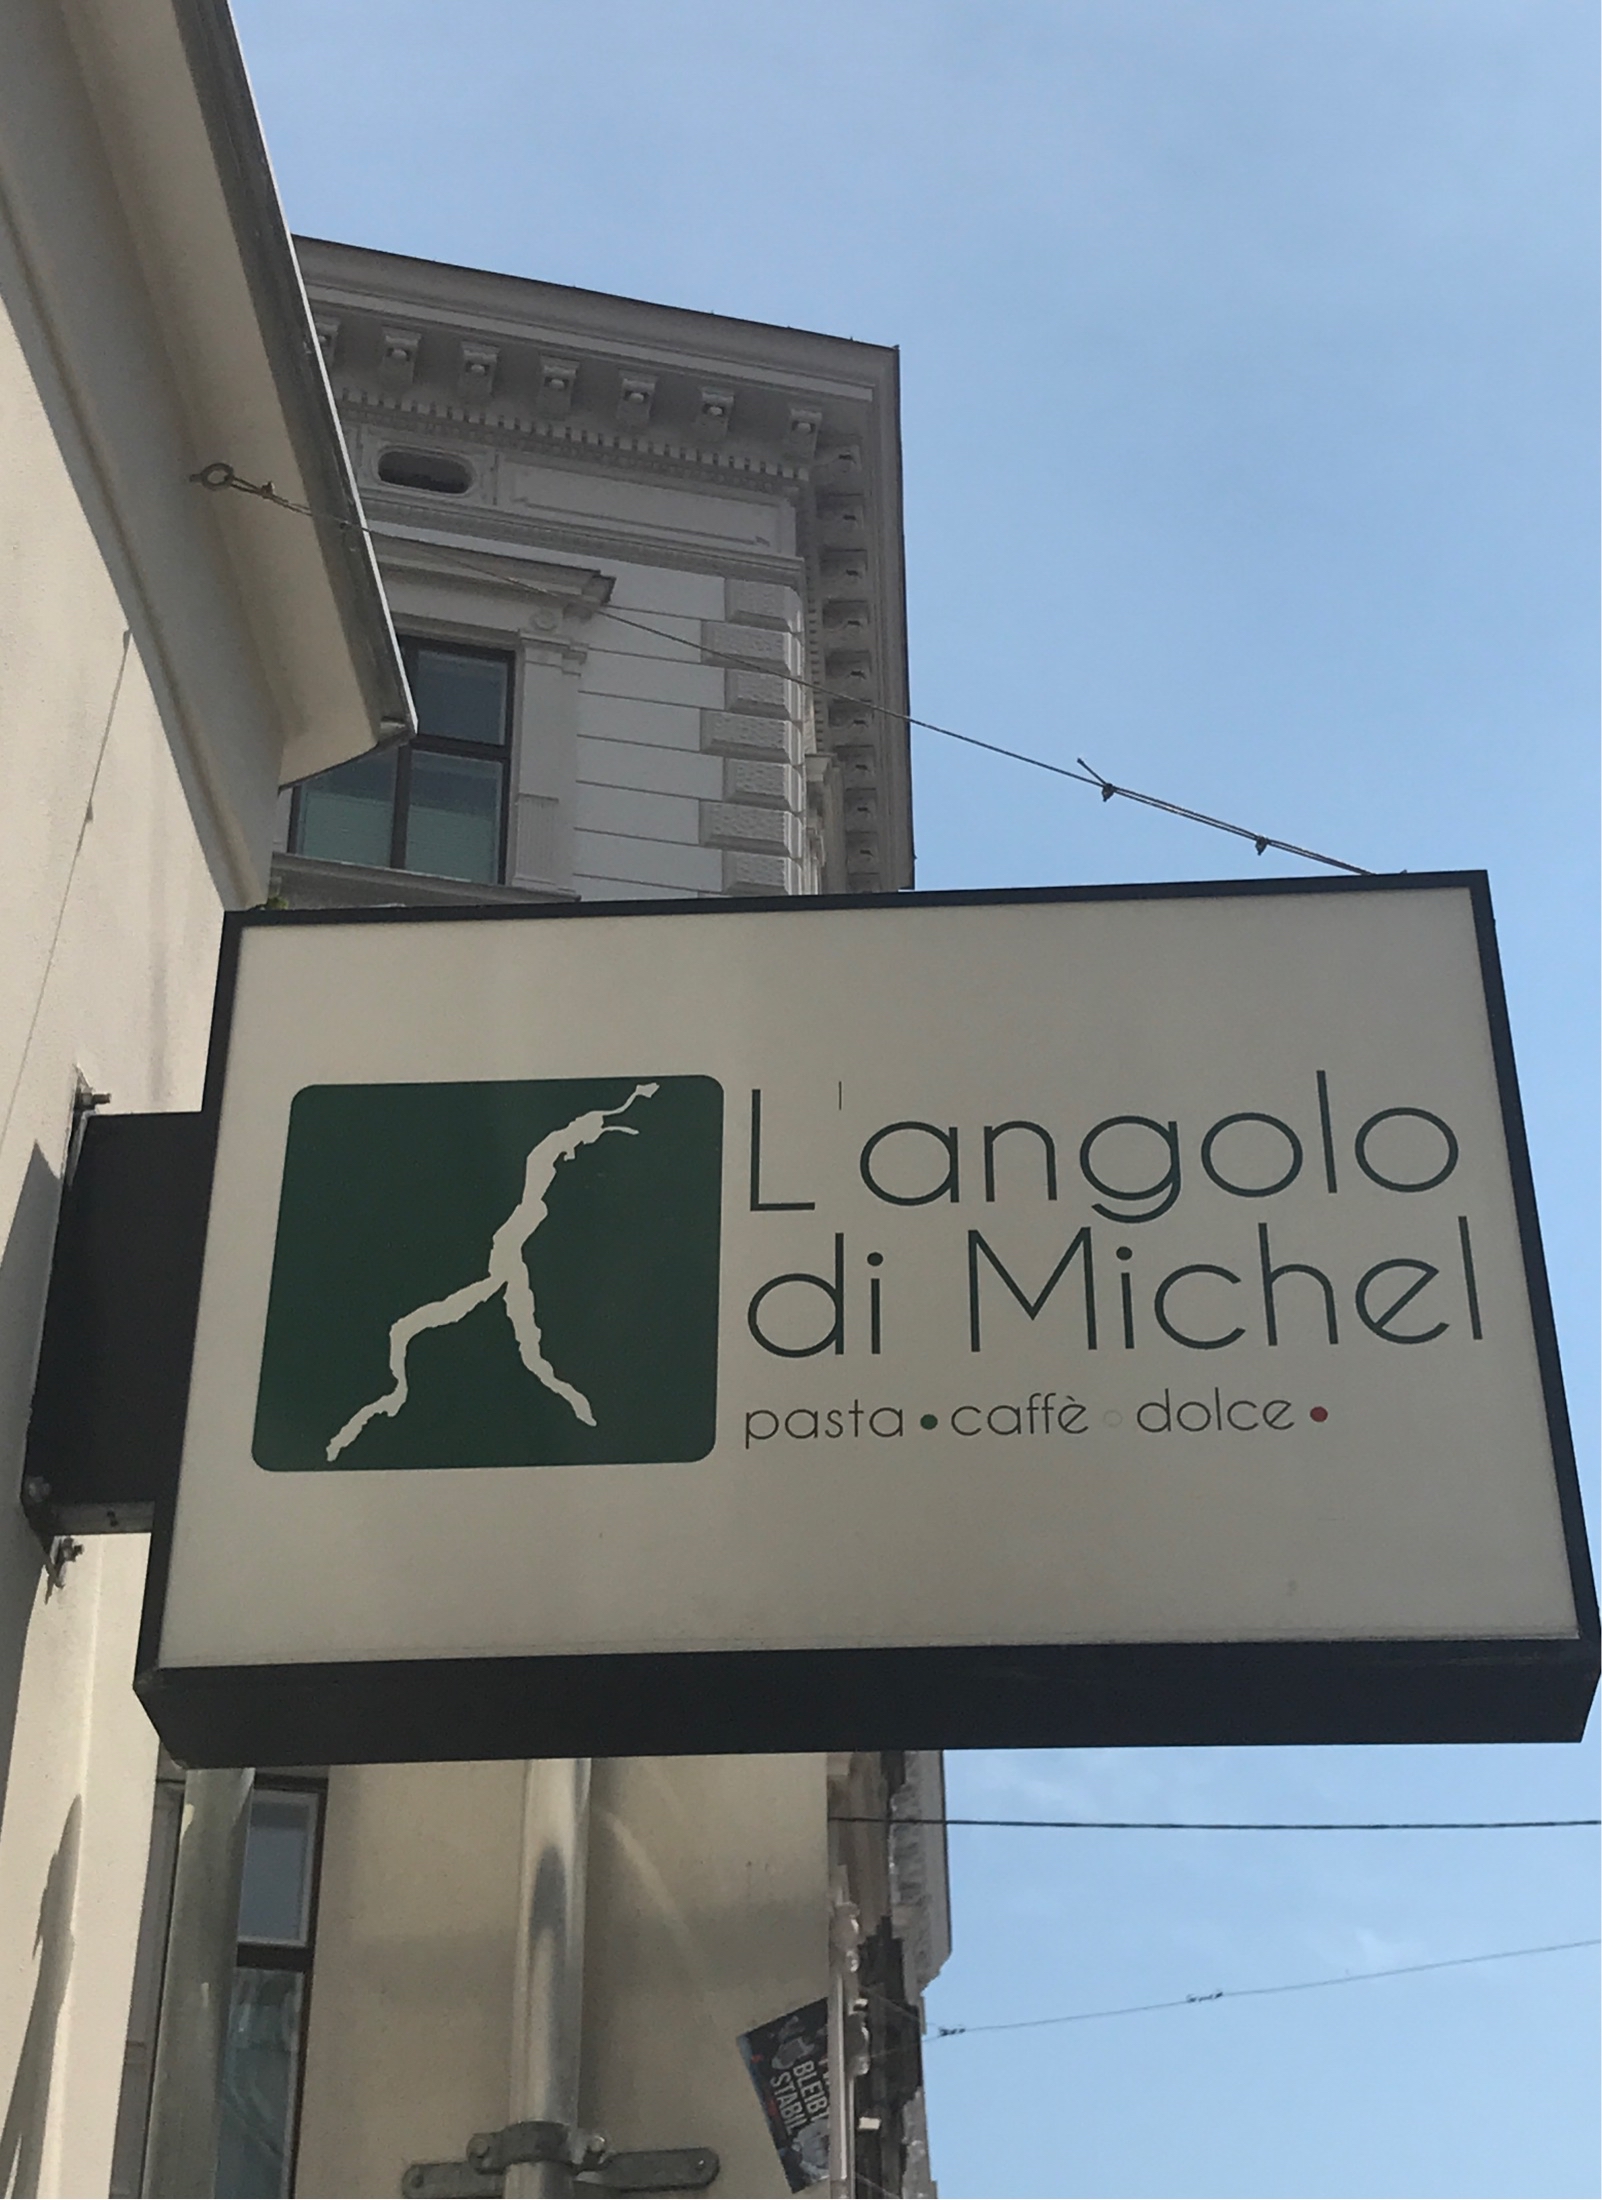 L'angolo
di Michel
pasta • caffè • dolce •
BLEIBT
STABIL